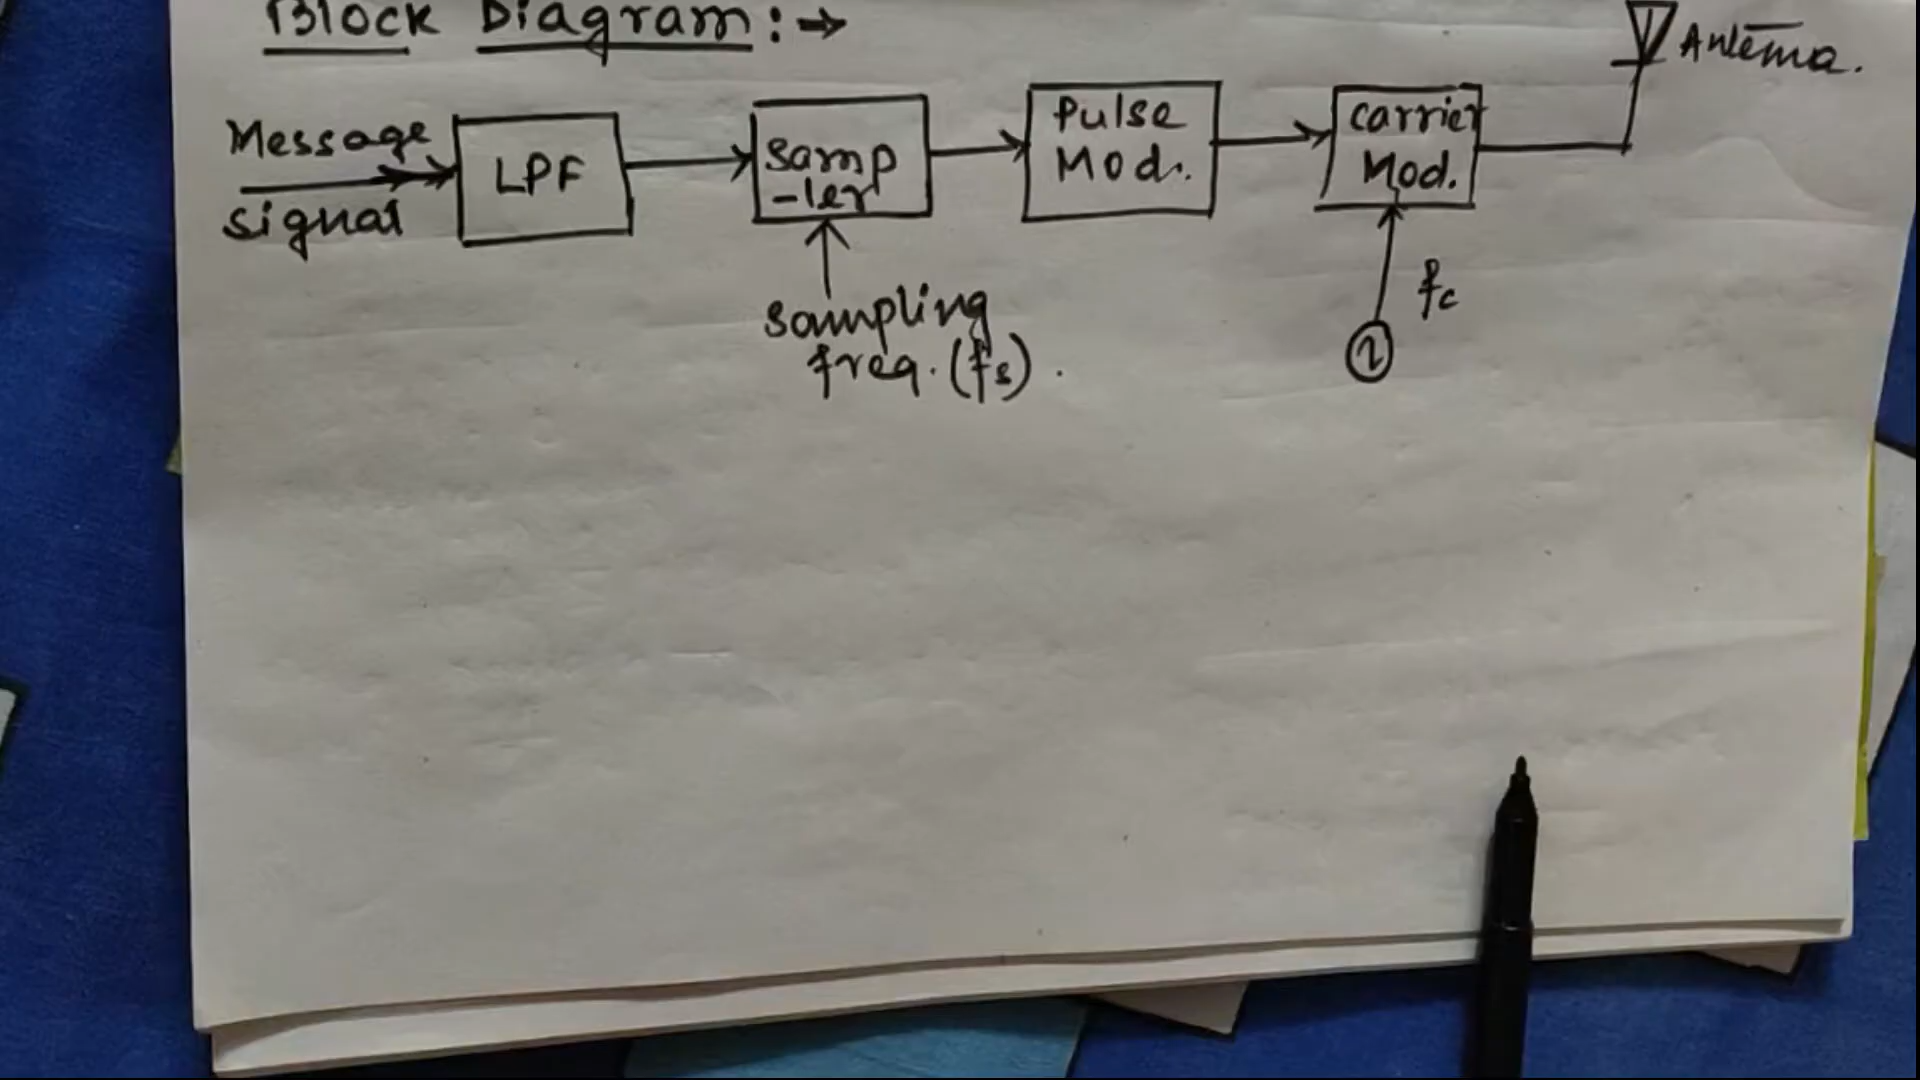 Block Diagram:→
Antenna.
Message
signal
LPF
Samp
-ler
Pulse
Mod.
Carrier
Mod.
fc
Sampling
freq. (fs).